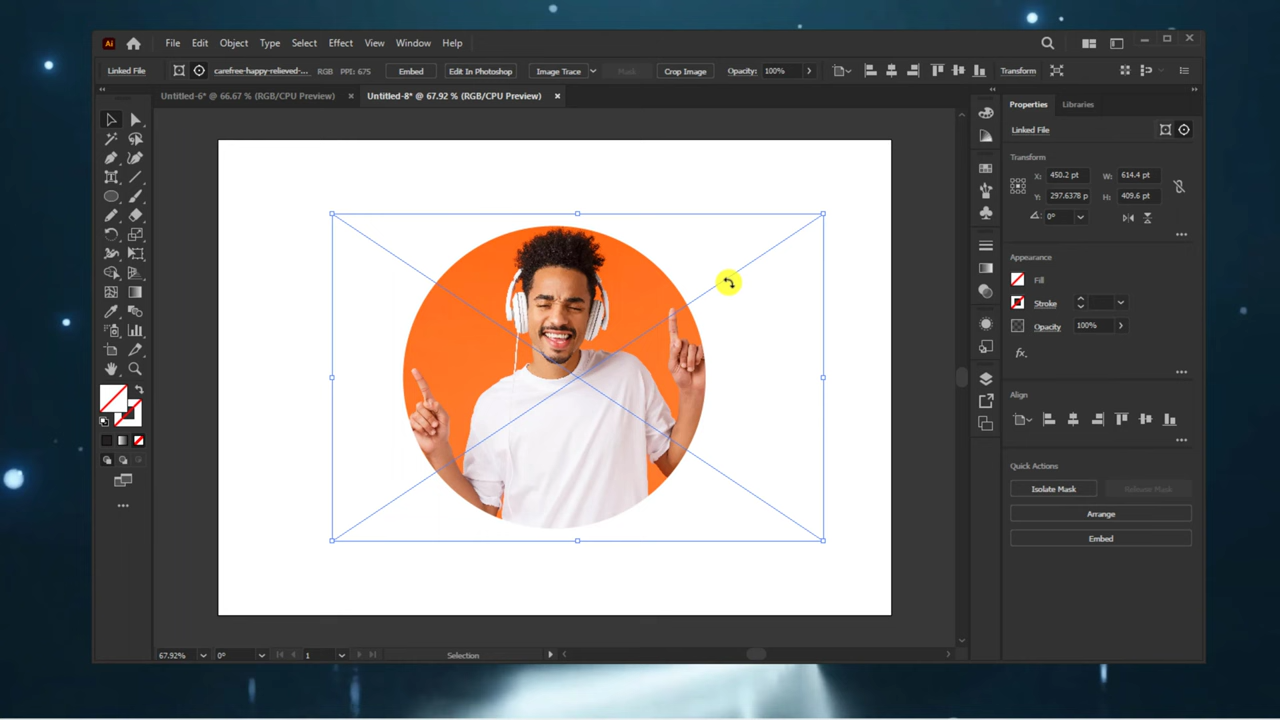 Ai File Edit Object Type Select Effect View Window Help
Linked File carefree-happy-relieved-... RGB PPI: 675 Embed Edit In Photoshop Image Trace Mask Crop Image Opacity: 100% Transform
Untitled-6* @ 66.67 % (RGB/CPU Preview) × Untitled-8* @ 67.92 % (RGB/CPU Preview) ×
Properties Libraries
Linked File
Transform
X: 450.2 pt W: 614.4 pt
Y: 297.6378 p H: 409.6 pt
0°
Appearance
Fill
Stroke
Opacity 100%
fx.
Align
Quick Actions
Isolate Mask Release Mask
Arrange
Embed
67.92% 0° 1 Selection